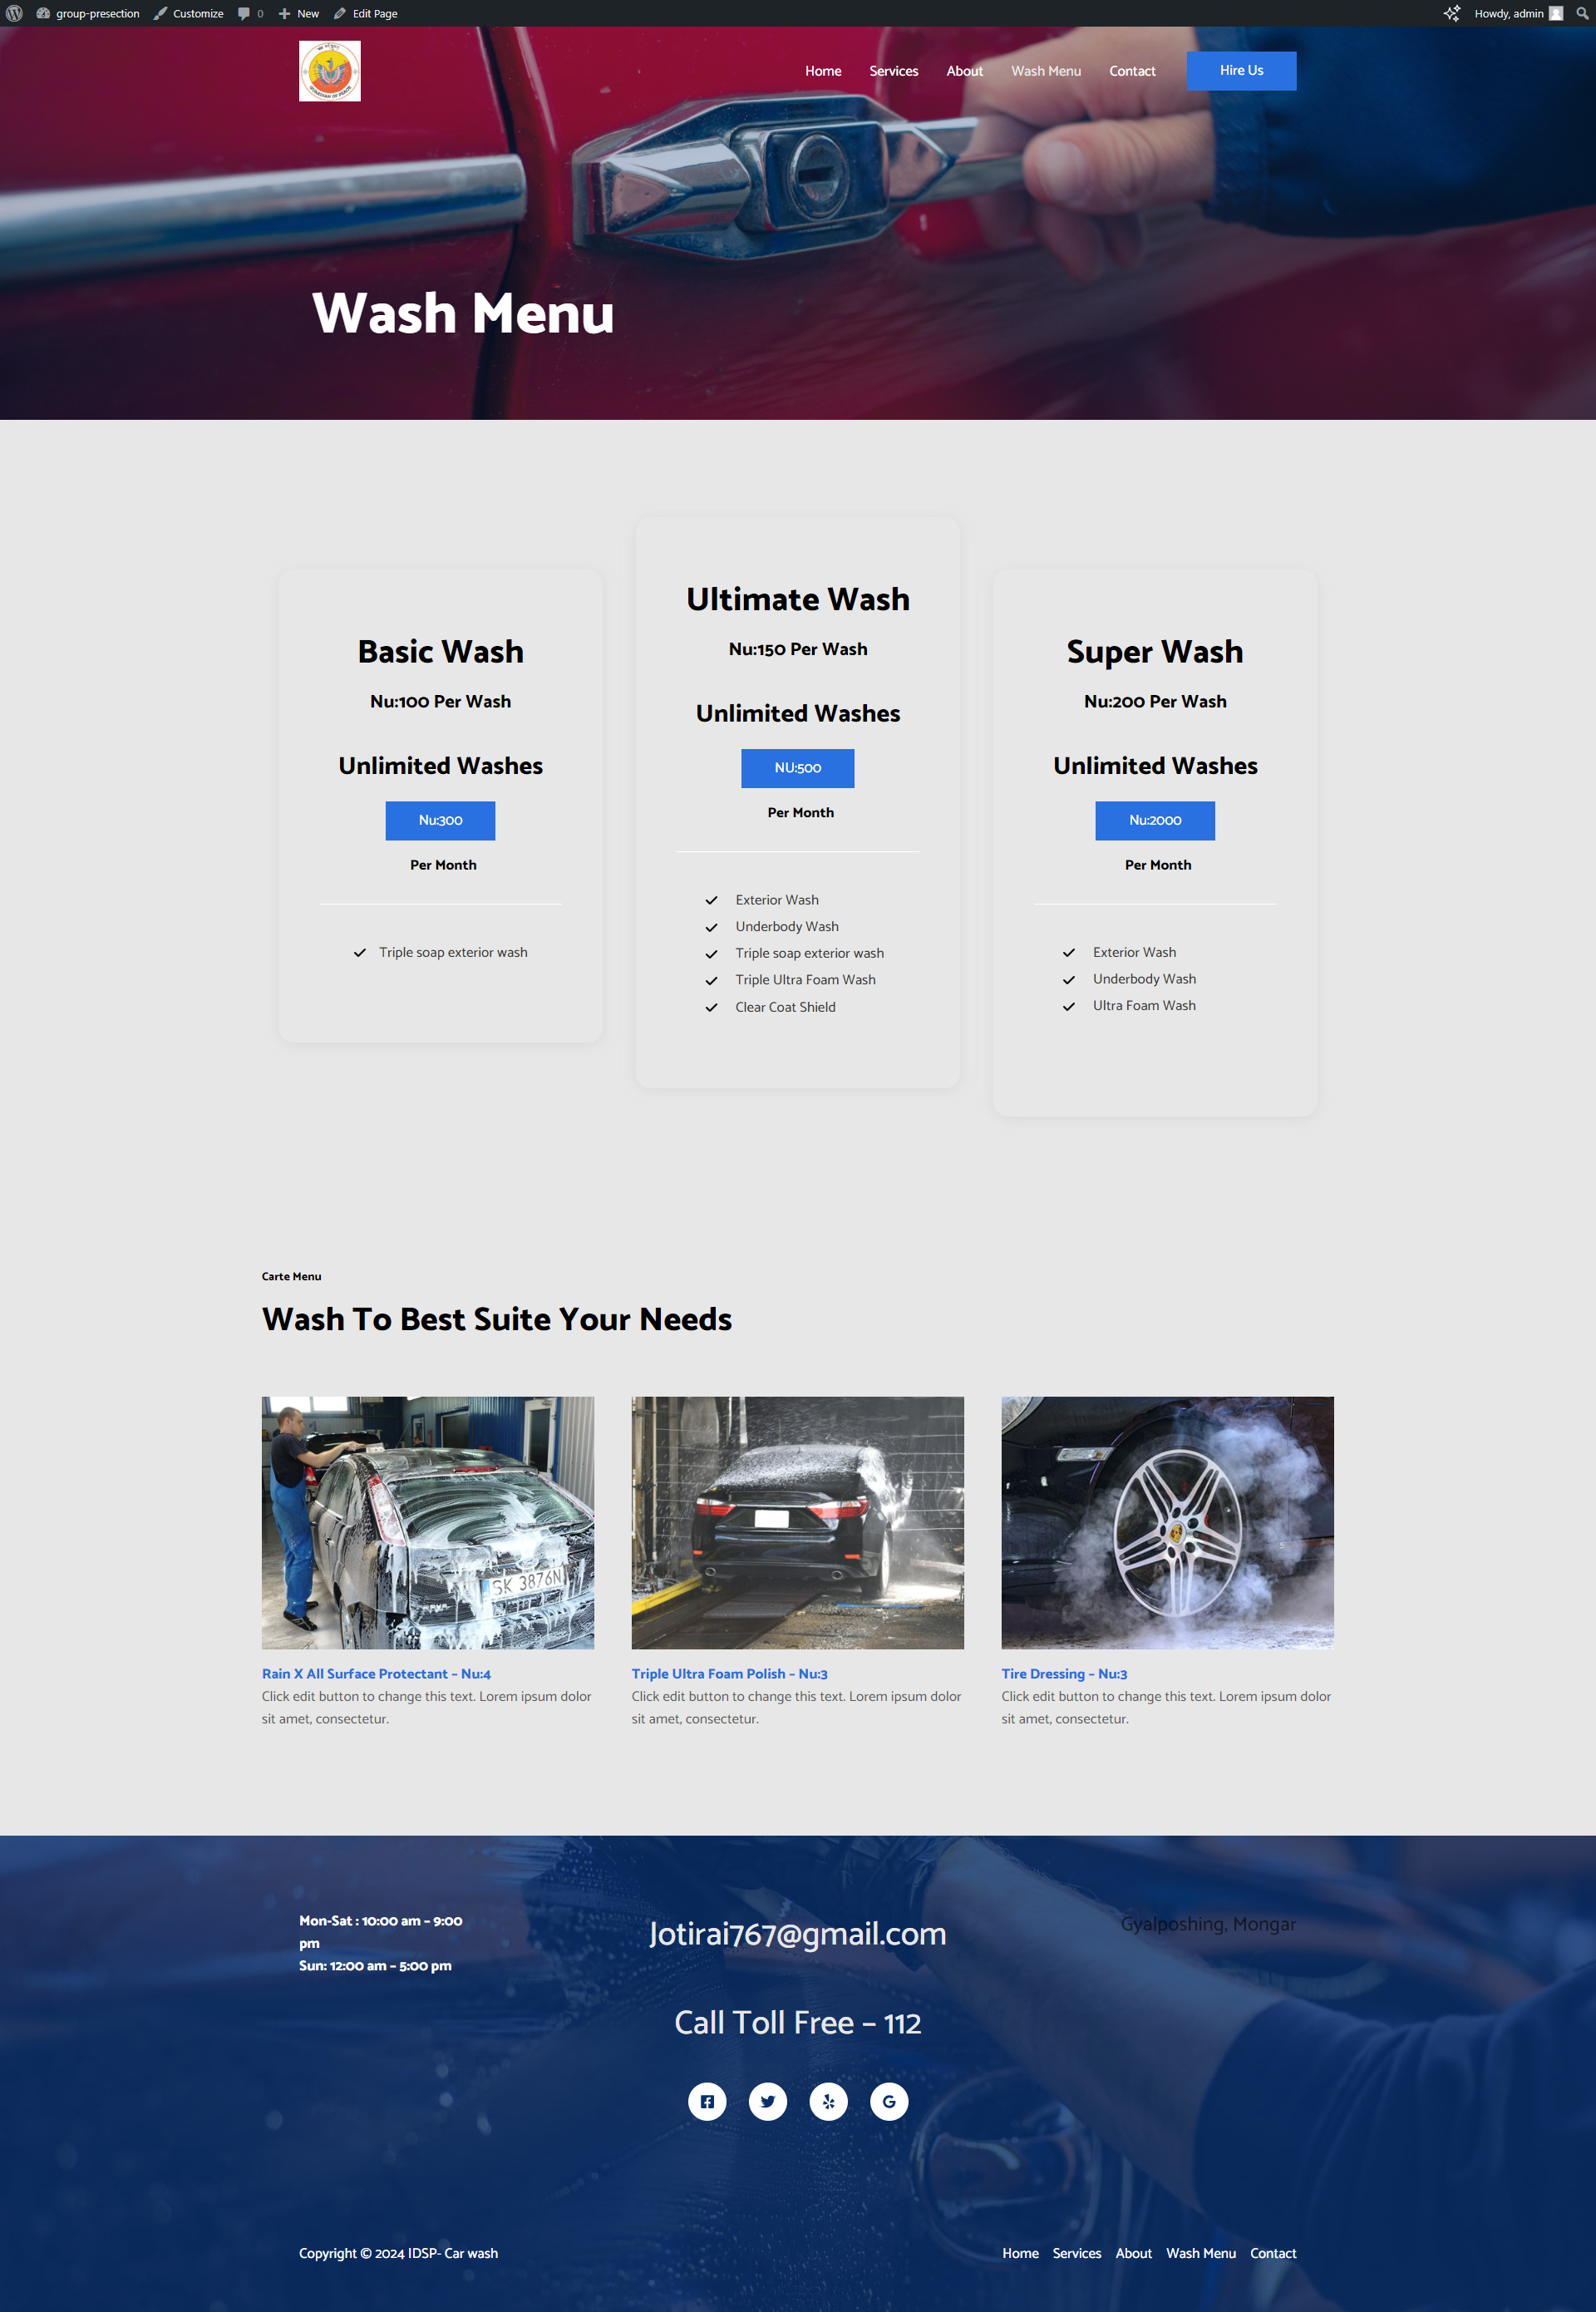 group-presection Customize 0 New Edit Page Howdy, admin
GUARDIAN OF PEACE
Home Services About Wash Menu Contact Hire Us
Wash Menu
Basic Wash
Nu:100 Per Wash
Unlimited Washes
Nu:300
Per Month
Triple soap exterior wash
Ultimate Wash
Nu:150 Per Wash
Unlimited Washes
NU:500
Per Month
Exterior Wash
Underbody Wash
Triple soap exterior wash
Triple Ultra Foam Wash
Clear Coat Shield
Super Wash
Nu:200 Per Wash
Unlimited Washes
Nu:2000
Per Month
Exterior Wash
Underbody Wash
Ultra Foam Wash
Carte Menu
Wash To Best Suite Your Needs
SK 3876N
Rain X All Surface Protectant – Nu:4
Click edit button to change this text. Lorem ipsum dolor
sit amet, consectetur.
Triple Ultra Foam Polish – Nu:3
Click edit button to change this text. Lorem ipsum dolor
sit amet, consectetur.
Tire Dressing – Nu:3
Click edit button to change this text. Lorem ipsum dolor
sit amet, consectetur.
Mon-Sat : 10:00 am – 9:00
pm
Sun: 12:00 am – 5:00 pm
Jotirai767@gmail.com
Call Toll Free – 112
Gyalposhing, Mongar
Copyright © 2024 IDSP- Car wash
Home Services About Wash Menu Contact